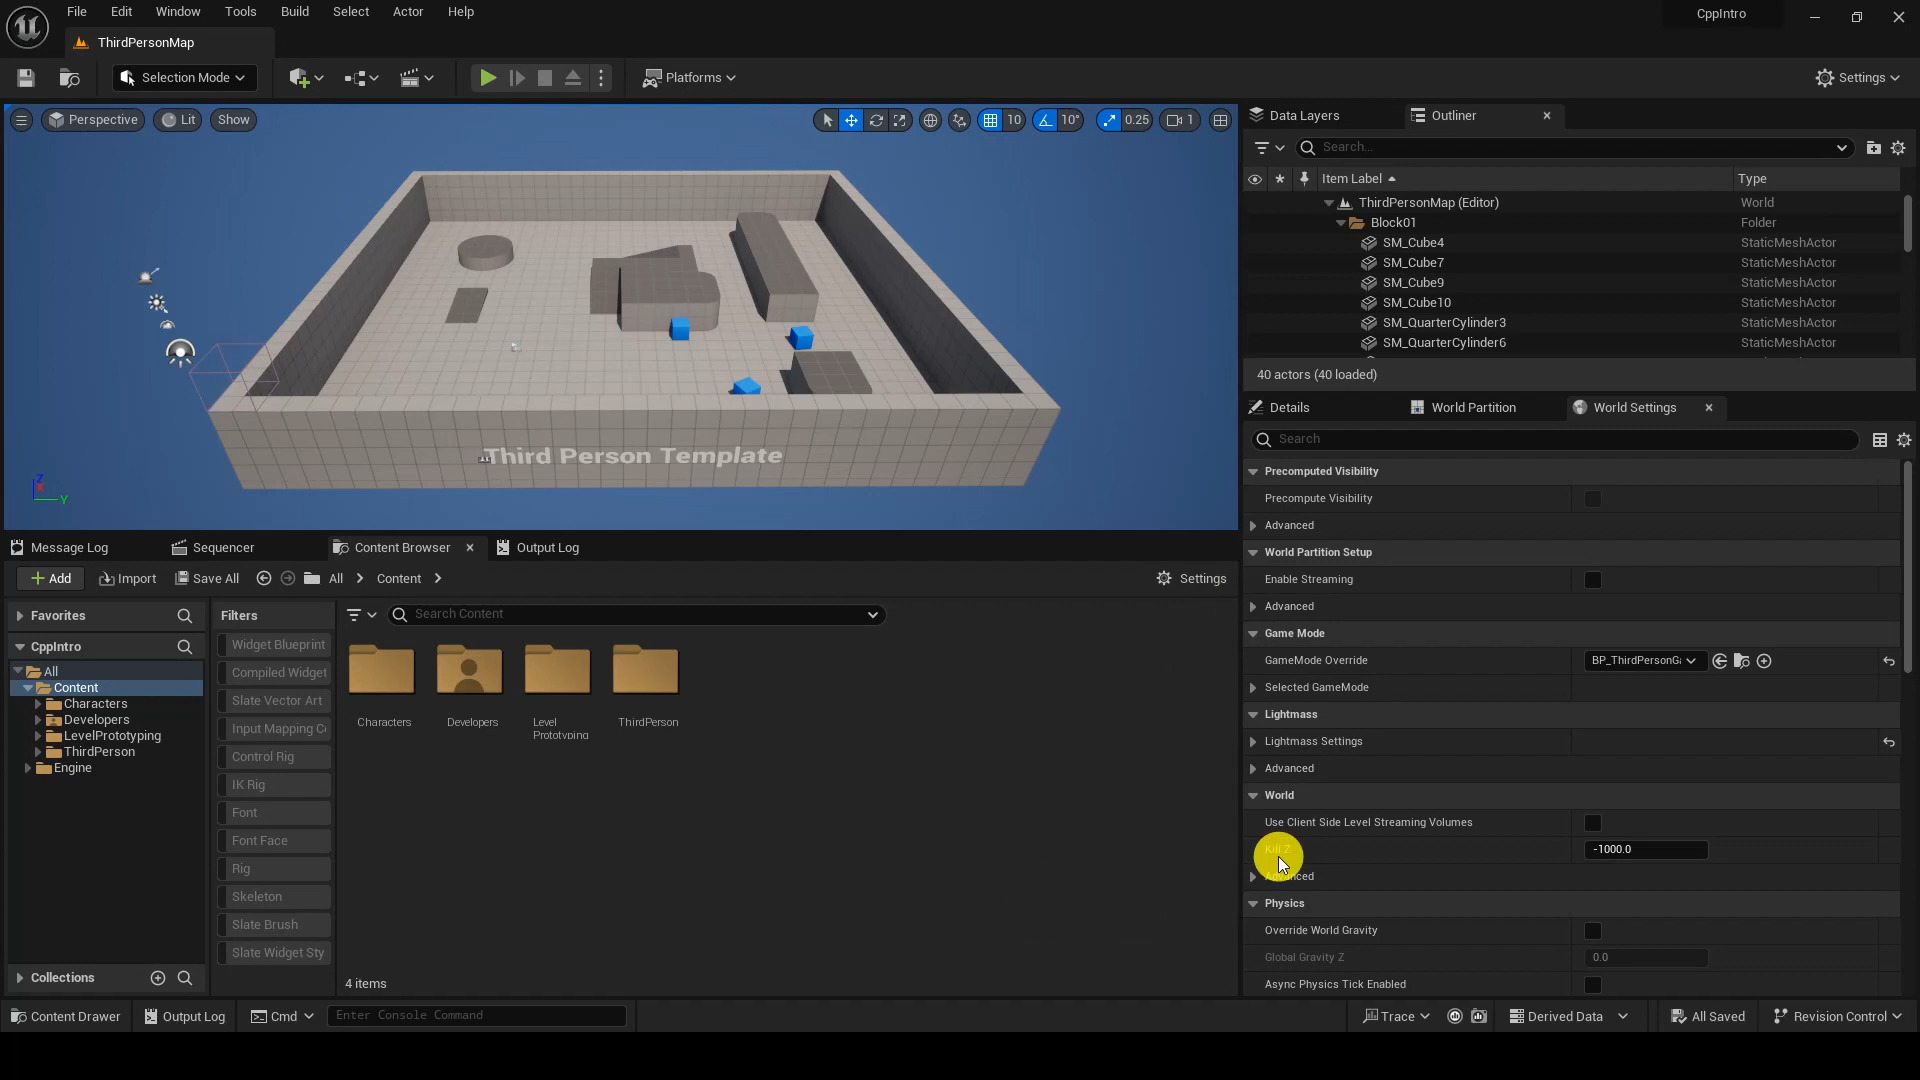 File Edit Window Tools Build Select Actor Help
CppIntro
ThirdPersonMap
Selection Mode
Platforms
Settings
Perspective
Lit
Show
10
10°
0.25
1
Third Person Template
Z
Y
Data Layers
Outliner
Search...
Item Label
Type
ThirdPersonMap (Editor)
World
Block01
Folder
SM_Cube4
StaticMeshActor
SM_Cube7
StaticMeshActor
SM_Cube9
StaticMeshActor
SM_Cube10
StaticMeshActor
SM_QuarterCylinder3
StaticMeshActor
SM_QuarterCylinder6
StaticMeshActor
40 actors (40 loaded)
Details
World Partition
World Settings
Search
Precomputed Visibility
Precompute Visibility
Advanced
World Partition Setup
Enable Streaming
Advanced
Game Mode
GameMode Override
BP_ThirdPersonG
Selected GameMode
Lightmass
Lightmass Settings
Advanced
World
Use Client Side Level Streaming Volumes
Kill Z
-1000.0
Advanced
Physics
Override World Gravity
Global Gravity Z
0.0
Async Physics Tick Enabled
Message Log
Sequencer
Content Browser
Output Log
Add
Import
Save All
All
Content
Settings
Favorites
CppIntro
All
Content
Characters
Developers
LevelPrototyping
ThirdPerson
Engine
Collections
Filters
Widget Blueprint
Compiled Widget
Slate Vector Art
Input Mapping C
Control Rig
IK Rig
Font
Font Face
Rig
Skeleton
Slate Brush
Slate Widget Sty
Search Content
Characters
Developers
Level
Prototyping
ThirdPerson
4 items
Content Drawer
Output Log
Cmd
Enter Console Command
Trace
Derived Data
All Saved
Revision Control